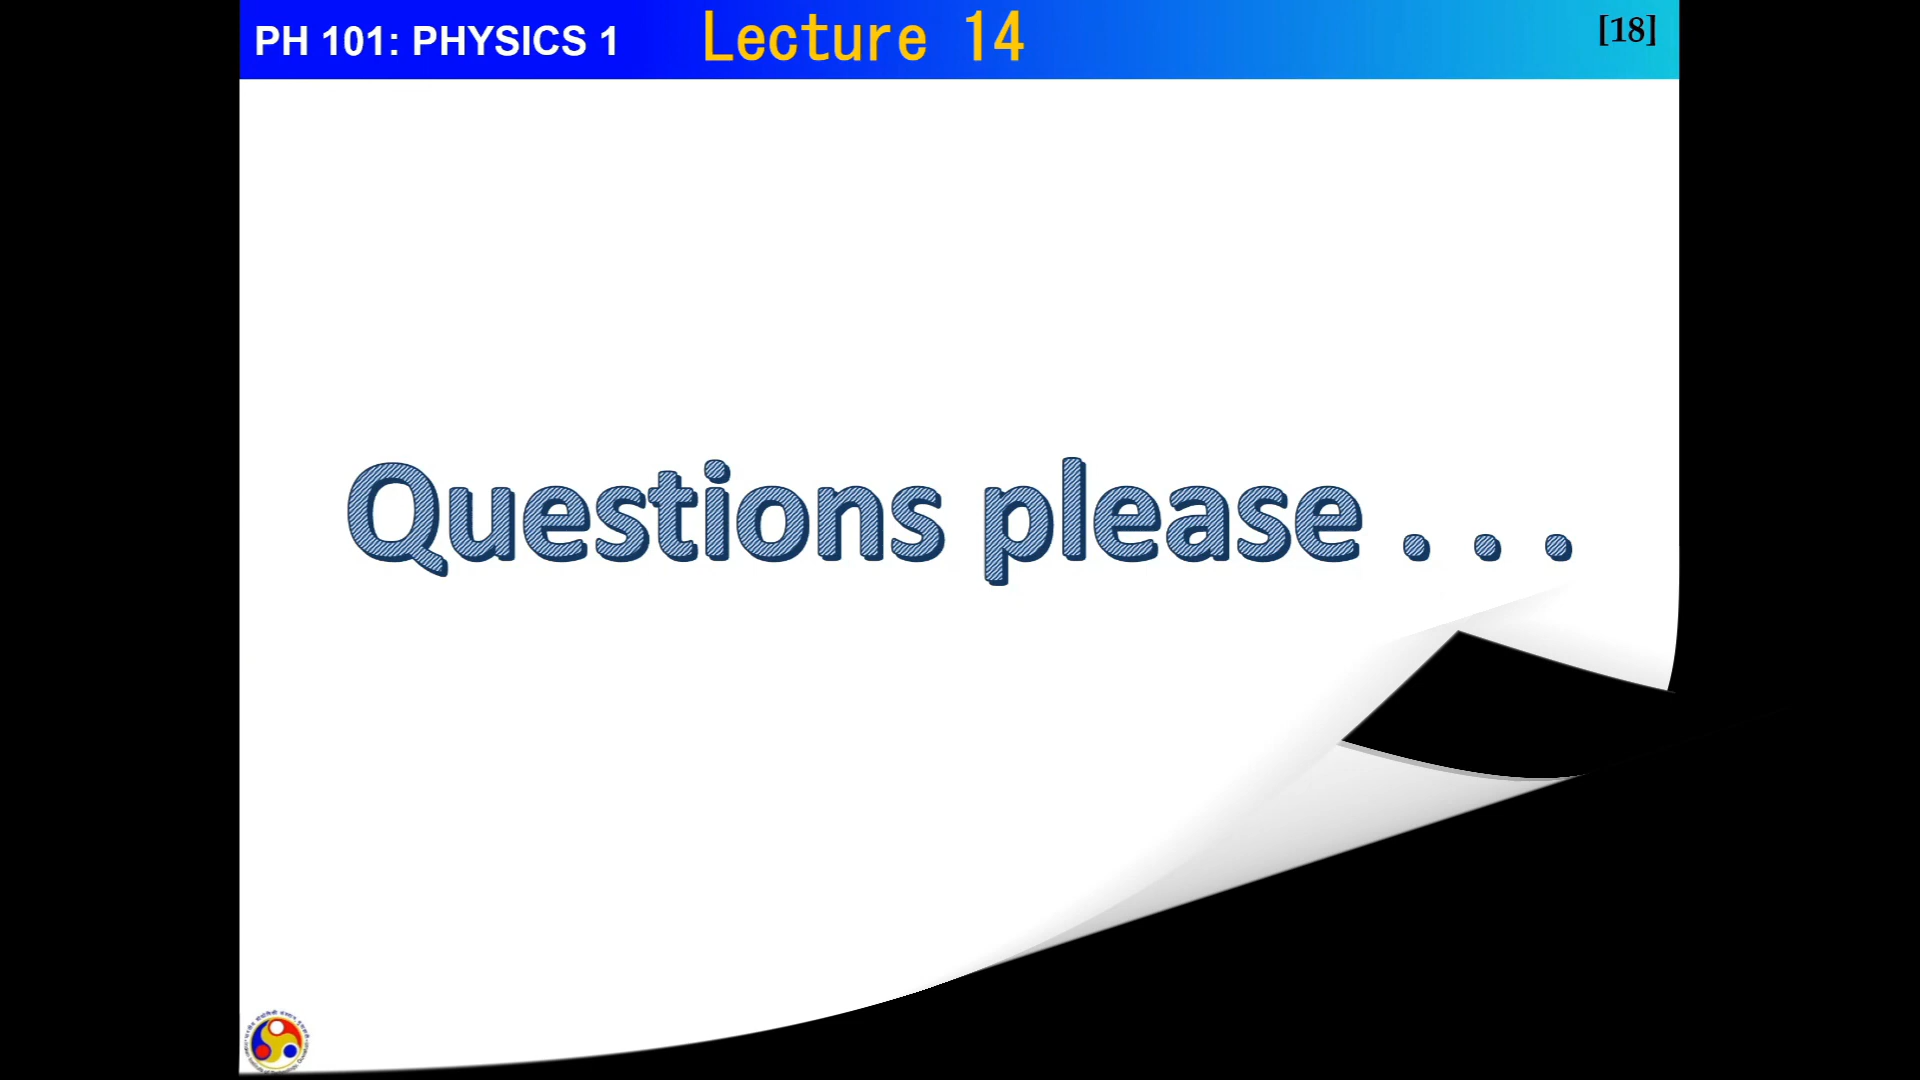 PH 101: PHYSICS 1 Lecture 14 [18]
Questions please . . .